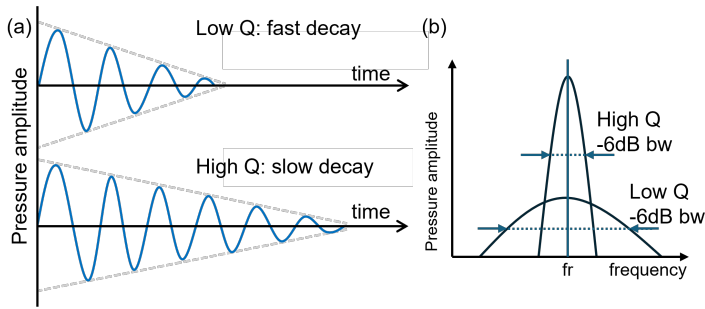 (a)
Low Q: fast decay
time
Pressure amplitude
High Q: slow decay
time
(b)
Pressure amplitude
High Q
-6dB bw
Low Q
-6dB bw
fr
frequency